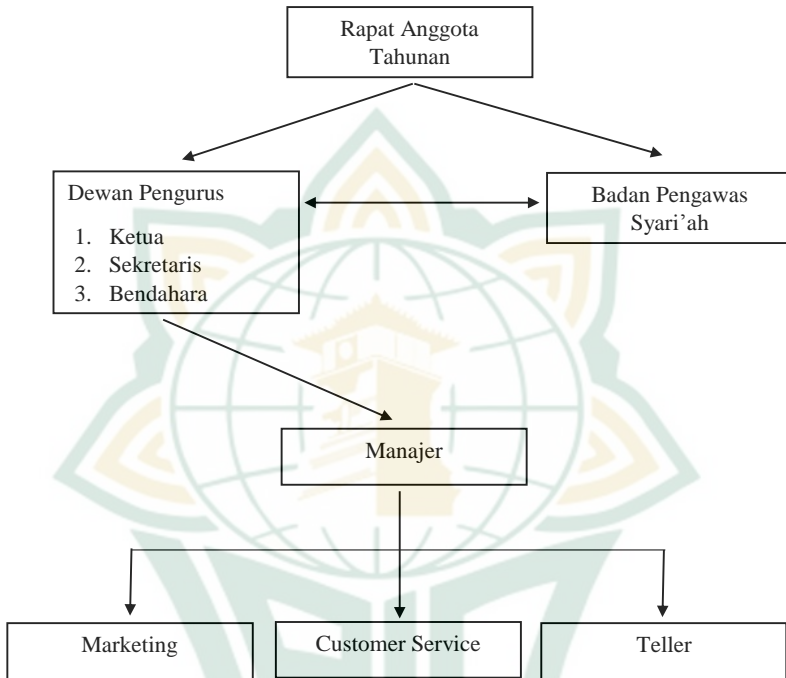 Rapat Anggota
Tahunan
Dewan Pengurus
1. Ketua
2. Sekretaris
3. Bendahara
Badan Pengawas
Syari’ah
Manajer
Marketing
Customer Service
Teller